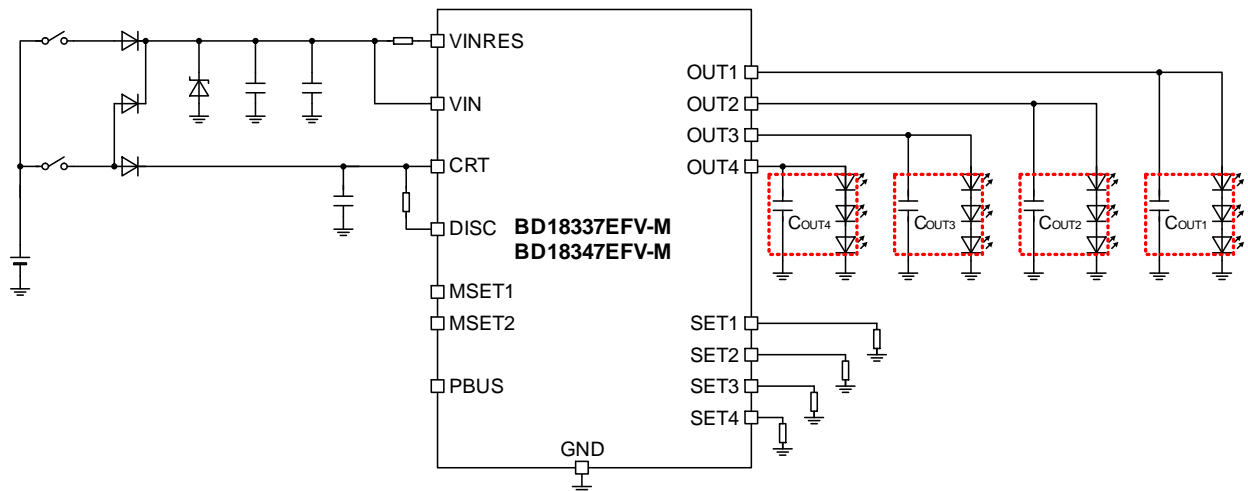 VINRES
VIN
CRT
DISC
MSET1
MSET2
PBUS
BD18337EFV-M
BD18347EFV-M
GND
OUT1
OUT2
OUT3
OUT4
SET1
SET2
SET3
SET4
COUT4
COUT3
COUT2
COUT1